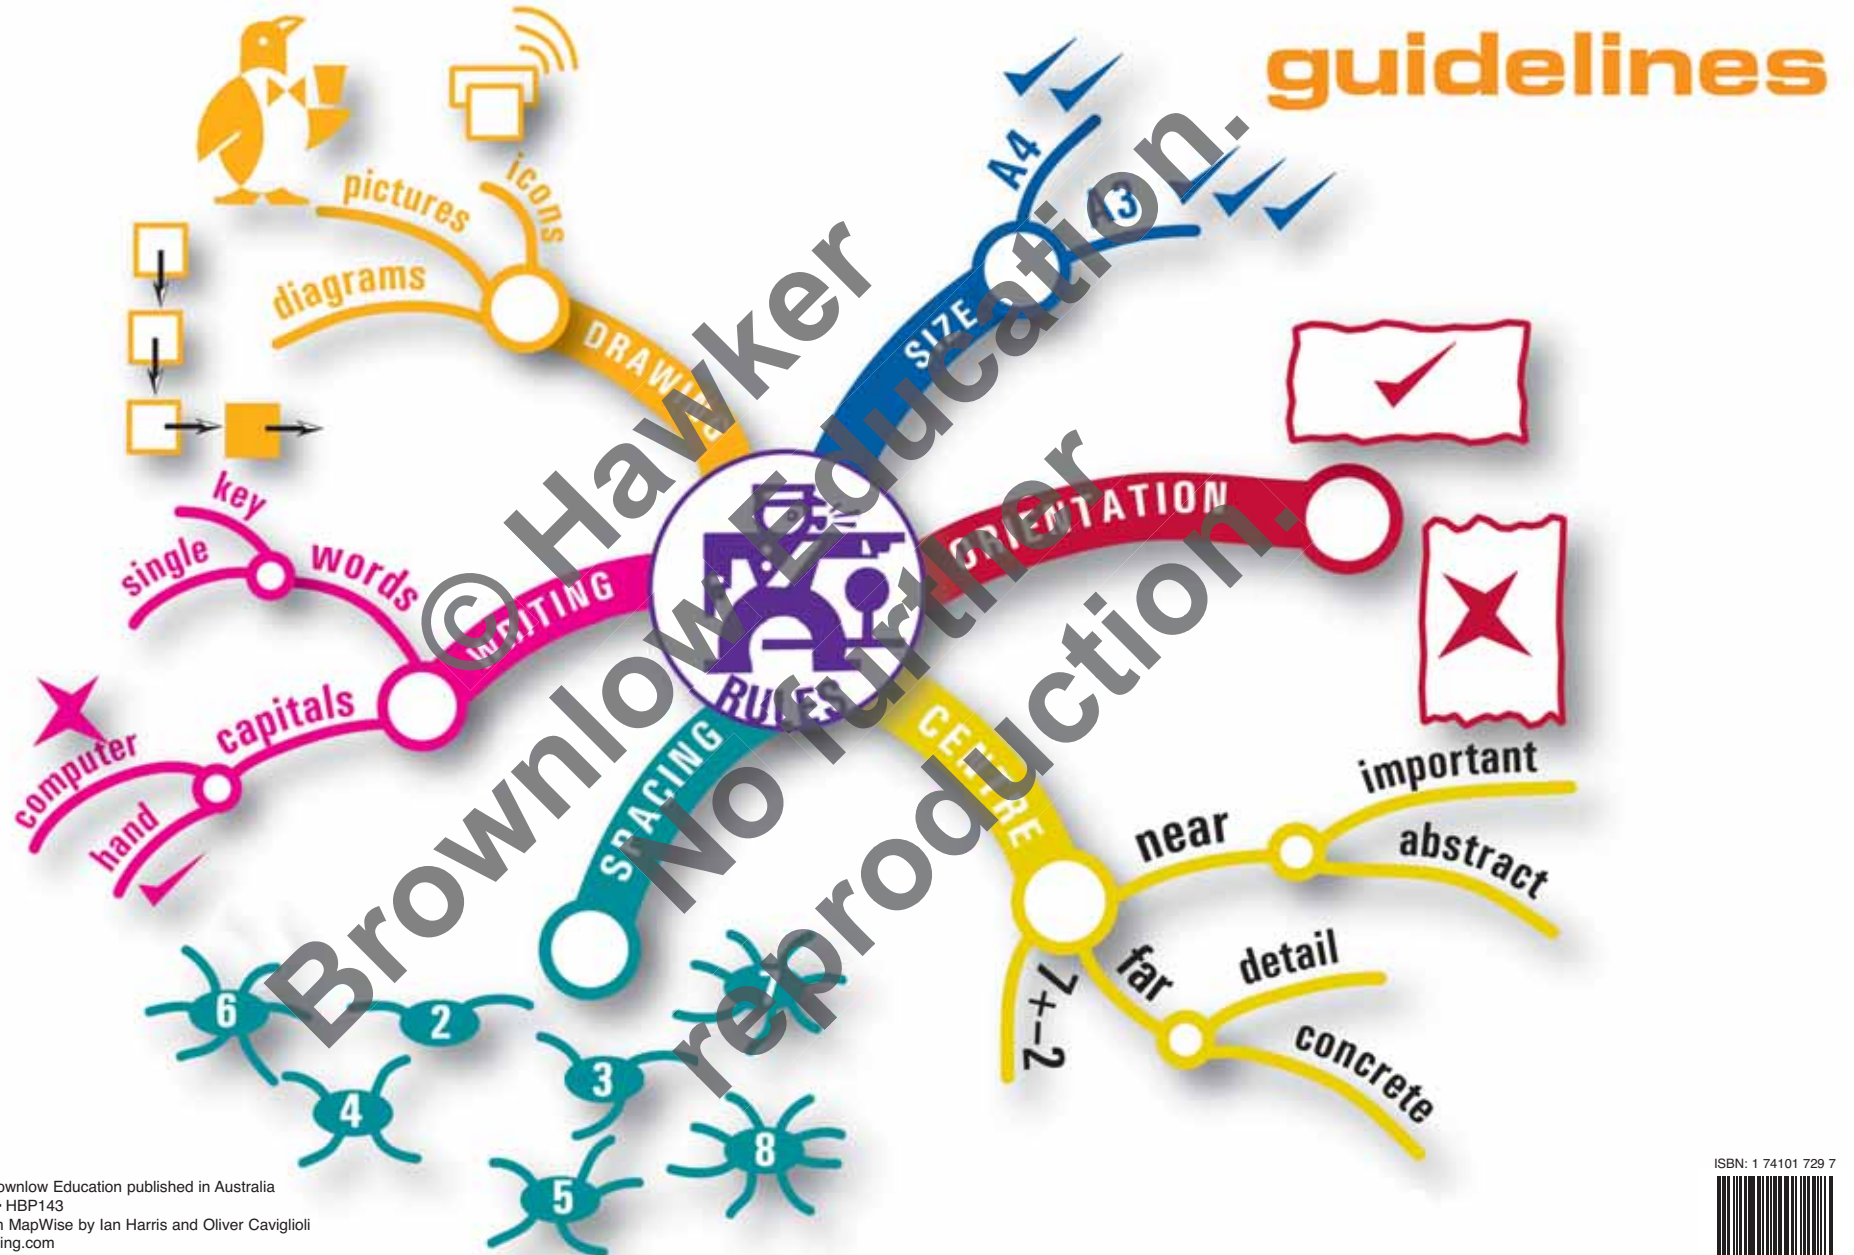 guidelines
RULES
SIZE
A4
A3
ORIENTATION
CENTRE
near
important
abstract
far
detail
concrete
7+−2
SPACING
6
2
7
4
3
8
5
WRITING
words
key
single
capitals
computer
hand
DRAWING
icons
pictures
diagrams
© Hawker
Brownlow Education.
No further
reproduction.
ownlow Education published in Australia
• HBP143
n MapWise by Ian Harris and Oliver Caviglioli
ing.com
ISBN: 1 74101 729 7